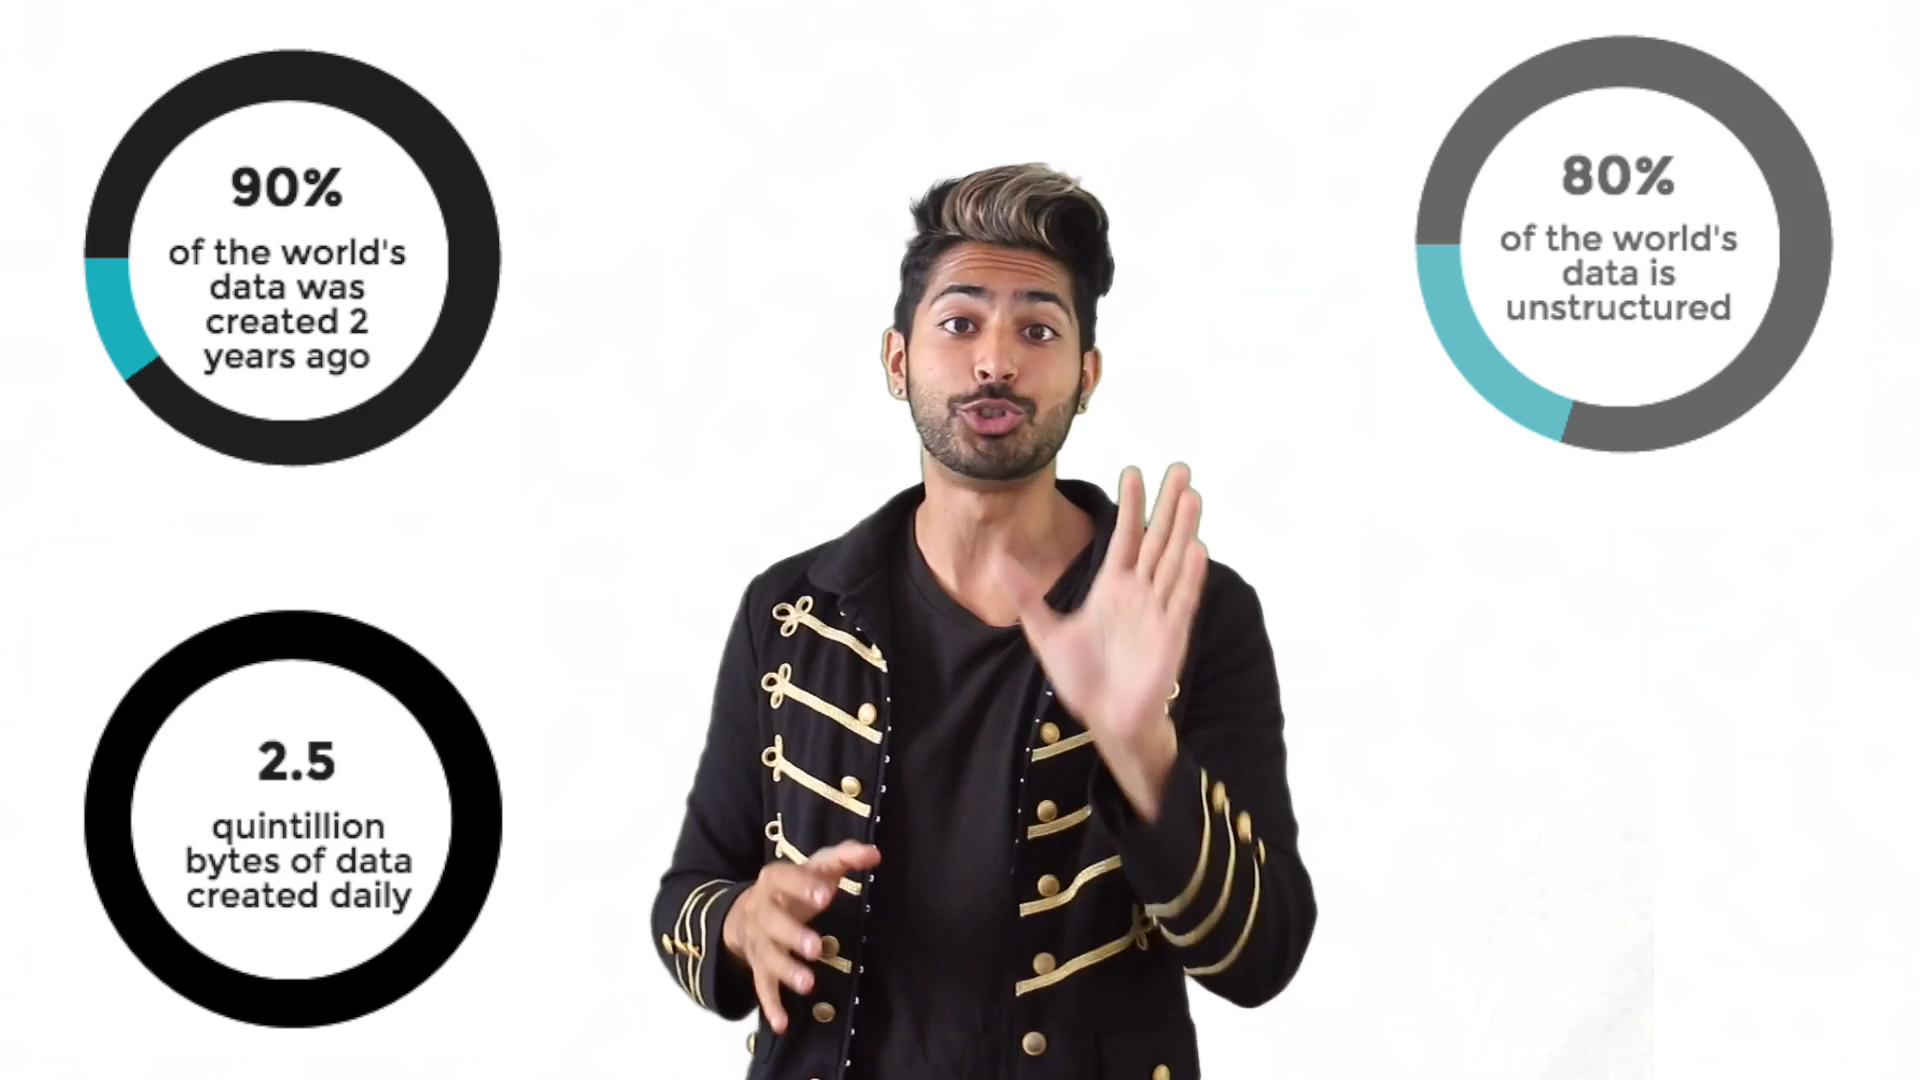 90%
of the world's
data was
created 2
years ago
80%
of the world's
data is
unstructured
2.5
quintillion
bytes of data
created daily